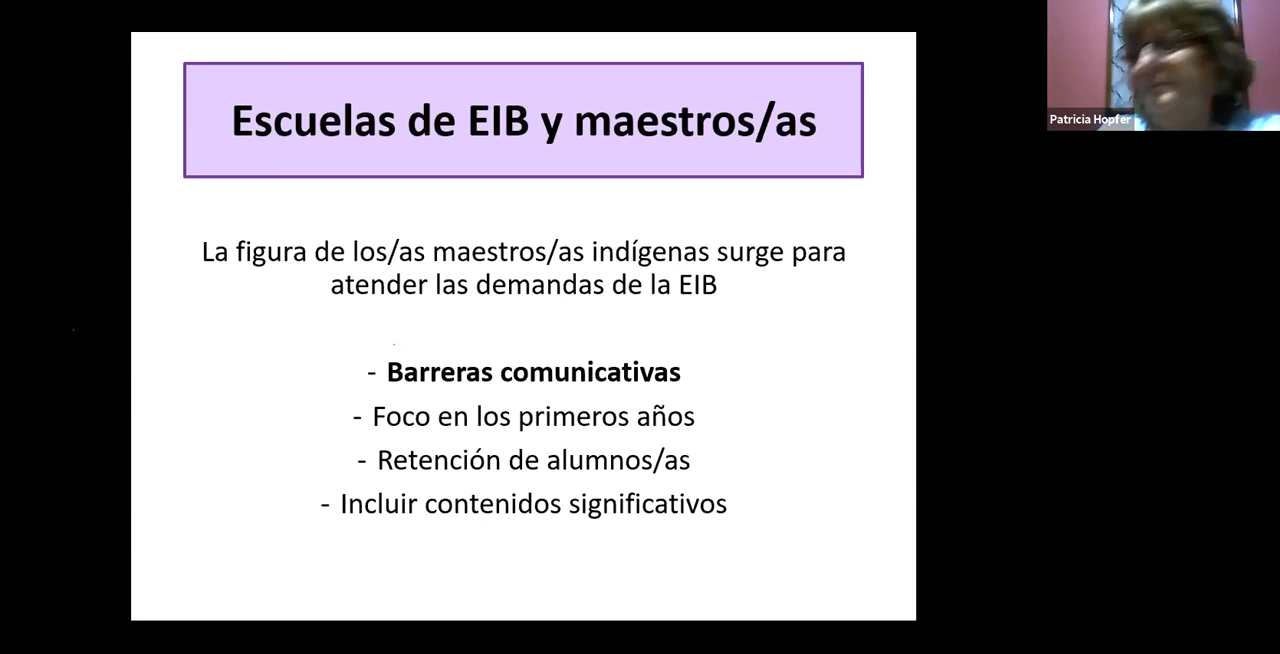 Escuelas de EIB y maestros/as
La figura de los/as maestros/as indígenas surge para
atender las demandas de la EIB
- Barreras comunicativas
- Foco en los primeros años
- Retención de alumnos/as
- Incluir contenidos significativos
Patricia Hopfer